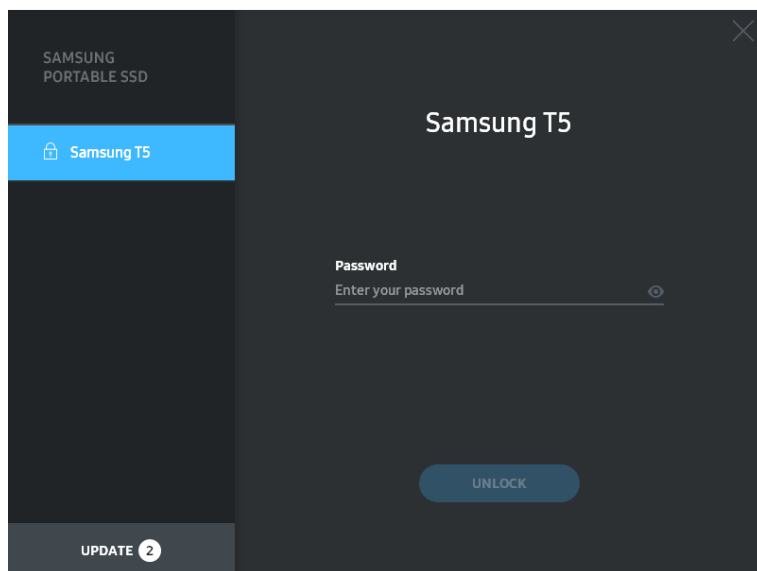 SAMSUNG
PORTABLE SSD
Samsung T5
Samsung T5
Password
Enter your password
UNLOCK
UPDATE 2